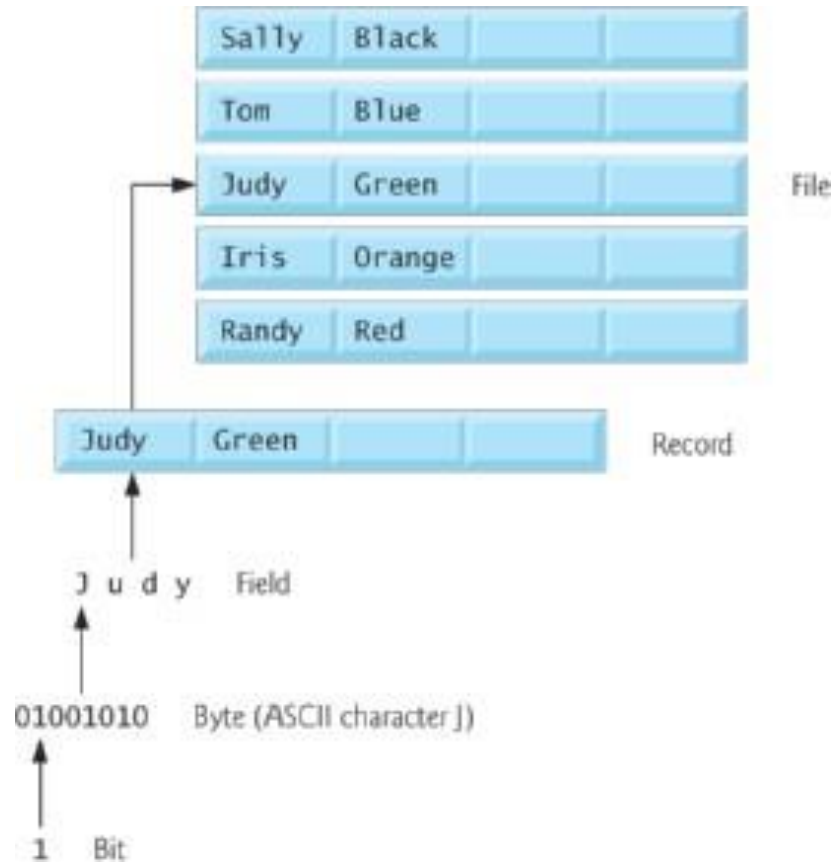 Sally Black
Tom Blue
Judy Green File
Iris Orange
Randy Red
Judy Green Record
J u d y Field
01001010 Byte (ASCII character J)
1 Bit